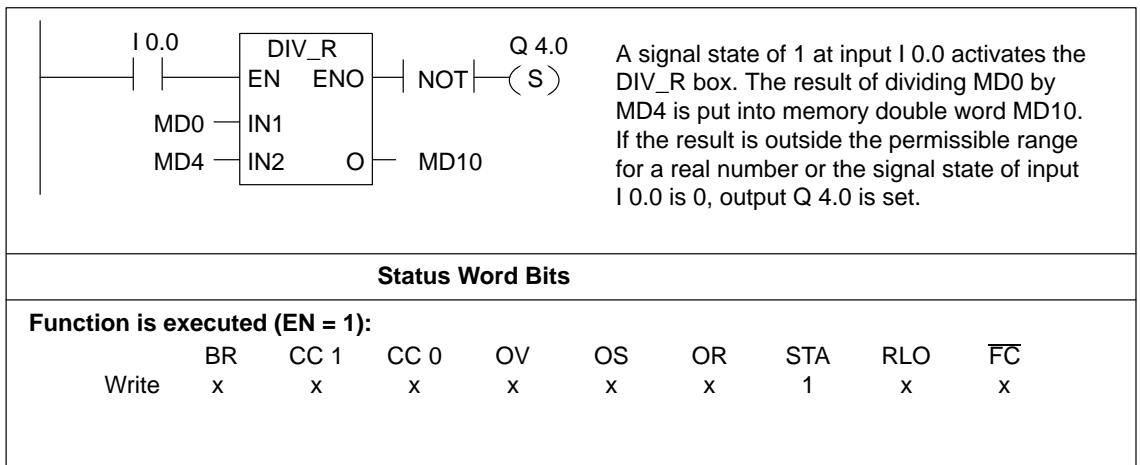 I 0.0
DIV_R
Q 4.0
EN ENO NOT S
MD0 IN1
MD4 IN2 O MD10
A signal state of 1 at input I 0.0 activates the
DIV_R box. The result of dividing MD0 by
MD4 is put into memory double word MD10.
If the result is outside the permissible range
for a real number or the signal state of input
I 0.0 is 0, output Q 4.0 is set.
Status Word Bits
Function is executed (EN = 1):
BR CC 1 CC 0 OV OS OR STA RLO F̅C̅
Write x x x x x x 1 x x